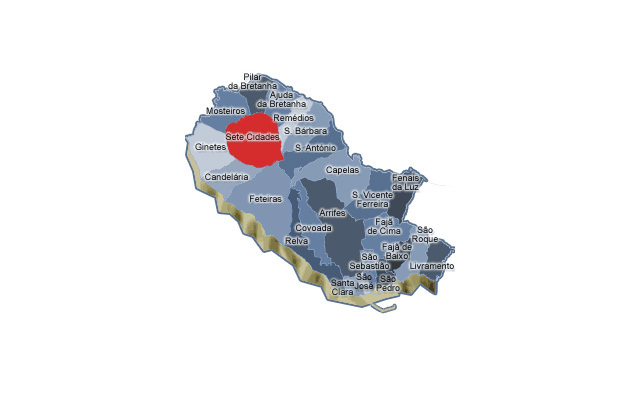 Pilar
da Bretanha
Ajuda
da Bretanha
Mosteiros
Remédios
Sete Cidades
S. Bárbara
Ginetes
S. António
Candelária
Capelas
Fenais
da Luz
Feteiras
S. Vicente
Ferreira
Arrifes
Fajã
de Cima
Covoada
São
Roque
Relva
Fajã de
Baixo
São
Sebastião
Livramento
Santa
Clara
São
José
São
Pedro